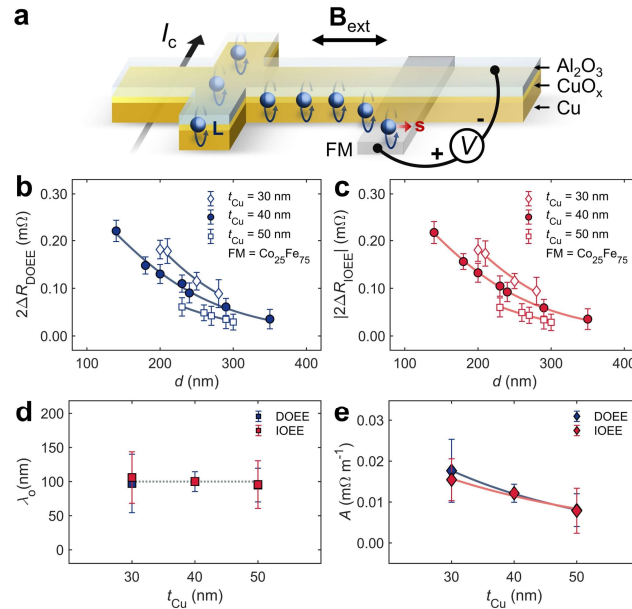 a
I_c
B_ext
Al₂O₃
CuOₓ
Cu
L
s
FM
+
V
-
b
2ΔR_DOEE (mΩ)
0.30
0.20
0.10
0.00
t_Cu = 30 nm
t_Cu = 40 nm
t_Cu = 50 nm
FM = Co₂₅Fe₇₅
100 200 300 400
d (nm)
c
|2ΔR_IOEE| (mΩ)
0.30
0.20
0.10
0.00
t_Cu = 30 nm
t_Cu = 40 nm
t_Cu = 50 nm
FM = Co₂₅Fe₇₅
100 200 300 400
d (nm)
d
λ_o(nm)
200
150
100
50
0
DOEE
IOEE
30 40 50
t_Cu (nm)
e
A (mΩ m⁻¹)
0.03
0.02
0.01
0.00
DOEE
IOEE
30 40 50
t_Cu (nm)